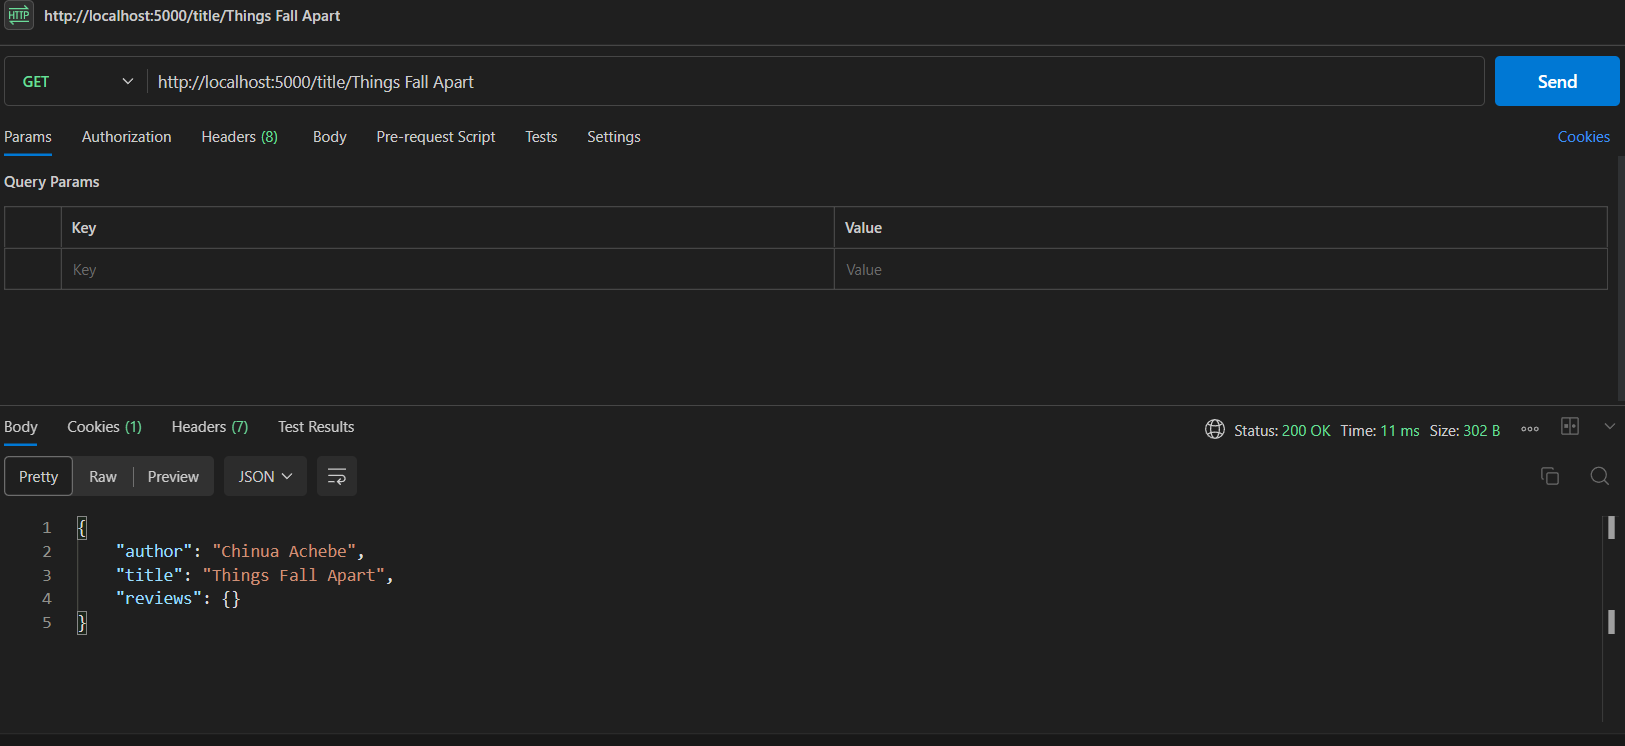 HTTP http://localhost:5000/title/Things Fall Apart
GET http://localhost:5000/title/Things Fall Apart Send
Params Authorization Headers (8) Body Pre-request Script Tests Settings Cookies
Query Params
Key Value
Key Value
Body Cookies (1) Headers (7) Test Results Status: 200 OK Time: 11 ms Size: 302 B
Pretty Raw Preview JSON
1 {
2 "author": "Chinua Achebe",
3 "title": "Things Fall Apart",
4 "reviews": {}
5 }